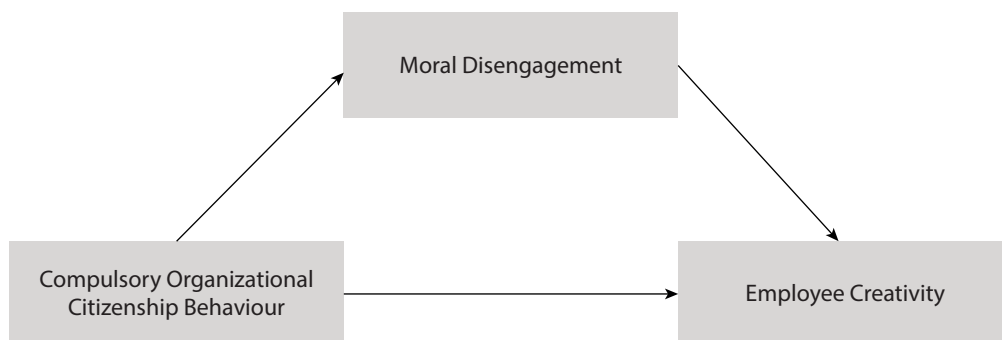 Moral Disengagement
Compulsory Organizational
Citizenship Behaviour
Employee Creativity